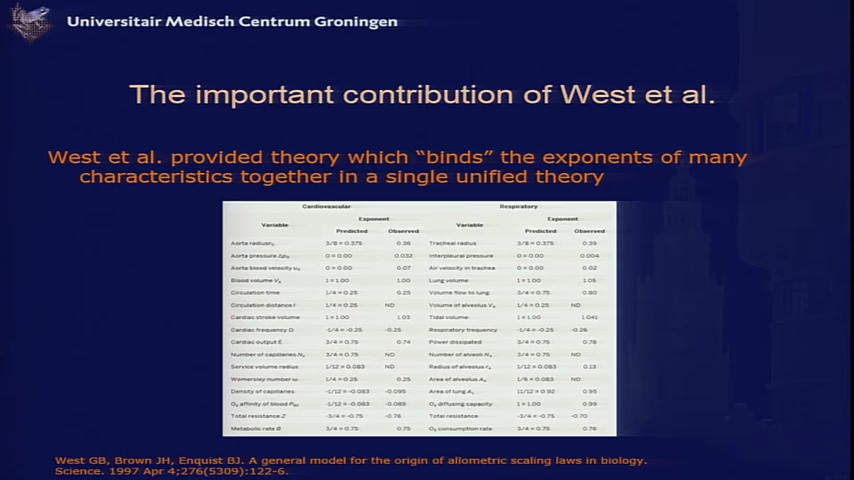 Universitair Medisch Centrum Groningen
The important contribution of West et al.
West et al. provided theory which “binds” the exponents of many
characteristics together in a single unified theory
Cardiovascular Respiratory
Exponent Exponent
Variable Variable
Predicted Observed Predicted Observed
Aorta radius r₀ 3/8 = 0.375 0.36 Tracheal radius 3/8 = 0.375 0.39
Aorta pressure Δp₀ 0 = 0.00 0.032 Interpleural pressure 0 = 0.00 0.004
Aorta blood velocity u₀ 0 = 0.00 0.07 Air velocity in trachea 0 = 0.00 0.02
Blood volume V 1 = 1.00 1.00 Lung volume 1 = 1.00 1.05
Circulation time 1/4 = 0.25 0.25 Volume flow to lung 3/4 = 0.75 0.80
Circulation distance l 1/4 = 0.25 ND Volume of alveolus V 1/4 = 0.25 ND
Cardiac stroke volume 1 = 1.00 1.03 Tidal volume 1 = 1.00 1.041
Cardiac frequency -1/4 = -0.25 -0.25 Respiratory frequency -1/4 = -0.25 -0.26
Cardiac output E 3/4 = 0.75 0.74 Power dissipated 3/4 = 0.75 0.78
Number of capillaries N 3/4 = 0.75 ND Number of alveoli N 3/4 = 0.75 ND
Service volume radius 1/12 = 0.083 ND Radius of alveolus r 1/12 = 0.083 0.13
Womersley number 1/4 = 0.25 0.25 Area of alveolus A 1/6 = 0.083 ND
Density of capillaries -1/12 = -0.083 -0.095 Area of lung A 11/12 = 0.92 0.95
O₂ affinity of blood P₅₀ -1/12 = -0.083 -0.089 O₂ diffusing capacity 1 = 1.00 0.99
Total resistance Z -3/4 = -0.75 -0.76 Total resistance -3/4 = -0.75 -0.70
Metabolic rate B 3/4 = 0.75 0.75 O₂ consumption rate 3/4 = 0.75 0.76
West GB, Brown JH, Enquist BJ. A general model for the origin of allometric scaling laws in biology.
Science. 1997 Apr 4;276(5309):122-6.